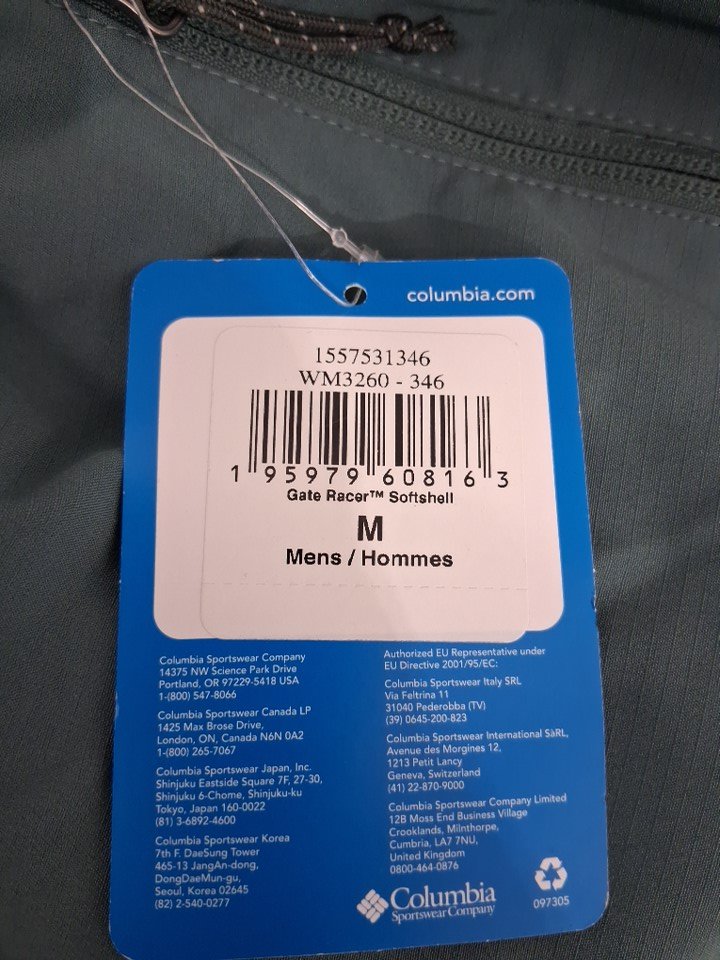 columbia.com
1557531346
WM3260 - 346
1 95979 60816 3
Gate Racer™ Softshell
M
Mens / Hommes
Columbia Sportswear Company
14375 NW Science Park Drive
Portland, OR 97229-5418 USA
1-(800) 547-8066
Columbia Sportswear Canada LP
1425 Max Brose Drive,
London, ON, Canada N6N 0A2
1-(800) 265-7067
Columbia Sportswear Japan, Inc.
Shinjuku Eastside Square 7F, 27-30,
Shinjuku 6-Chome, Shinjuku-ku
Tokyo, Japan 160-0022
(81) 3-6892-4600
Columbia Sportswear Korea
7th F. DaeSung Tower
465-13 JangAn-dong,
DongDaeMun-gu,
Seoul, Korea 02645
(82) 2-540-0277
Authorized EU Representative under
EU Directive 2001/95/EC:
Columbia Sportswear Italy SRL
Via Feltrina 11
31040 Pederobba (TV)
(39) 0645-200-823
Columbia Sportswear International SàRL,
Avenue des Morgines 12,
1213 Petit Lancy
Geneva, Switzerland
(41) 22-870-9000
Columbia Sportswear Company Limited
12B Moss End Business Village
Crooklands, Milnthorpe,
Cumbria, LA7 7NU,
United Kingdom
0800-464-0876
Columbia
Sportswear Company
097305